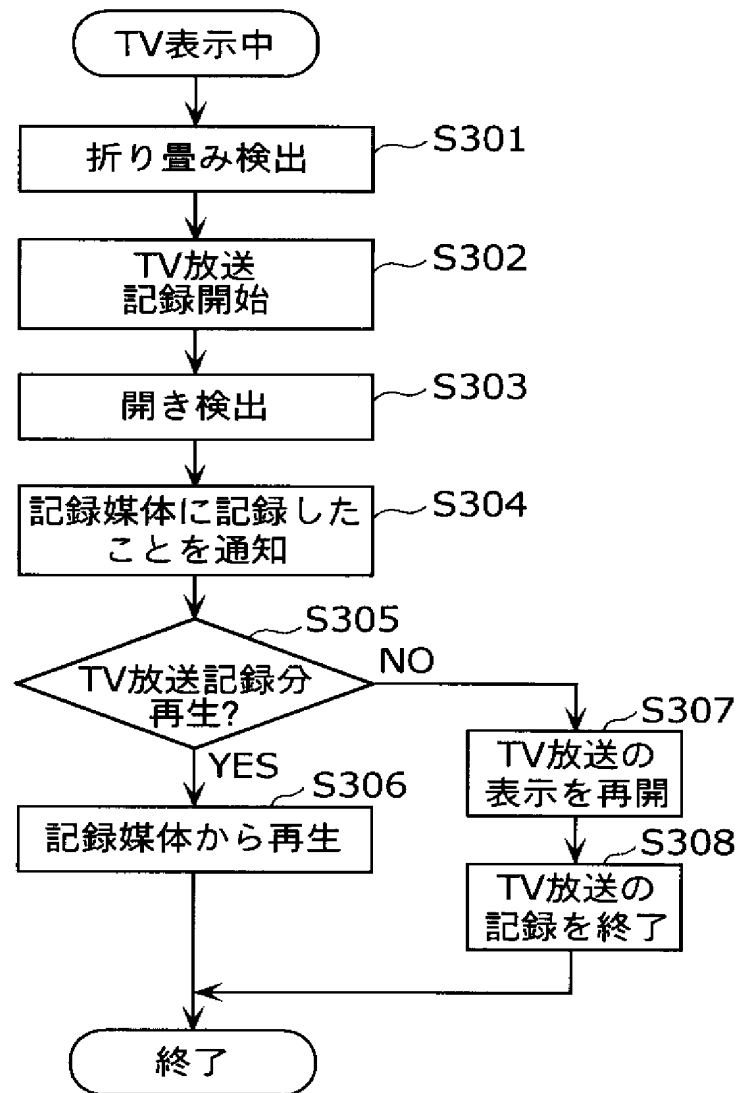 TV表示中
折り畳み検出
S301
TV放送
記録開始
S302
開き検出
S303
記録媒体に記録した
ことを通知
S304
S305
TV放送記録分
再生?
NO
YES
S306
記録媒体から再生
S307
TV放送の
表示を再開
S308
TV放送の
記録を終了
終了